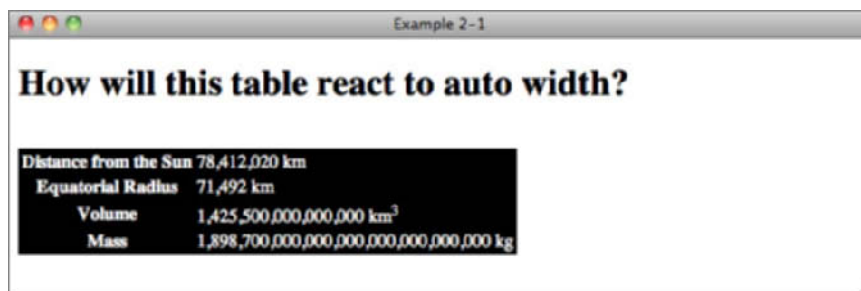 Example 2-1
How will this table react to auto width?
Distance from the Sun 78,412,020 km
Equatorial Radius 71,492 km
Volume 1,425,500,000,000,000 km³
Mass 1,898,700,000,000,000,000,000,000,000 kg